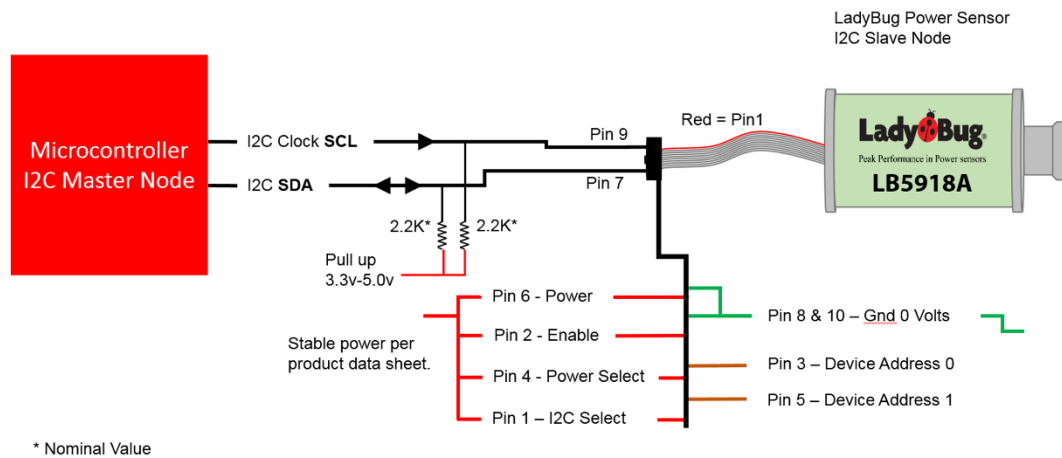 LadyBug Power Sensor
I2C Slave Node
Microcontroller
I2C Master Node
I2C Clock SCL
I2C SDA
Pin 9
Pin 7
Red = Pin1
LadyBug®
Peak Performance in Power sensors
LB5918A
2.2K*
2.2K*
Pull up
3.3v-5.0v
Stable power per
product data sheet.
Pin 6 - Power
Pin 2 - Enable
Pin 4 - Power Select
Pin 1 – I2C Select
Pin 8 & 10 – Gnd 0 Volts
Pin 3 – Device Address 0
Pin 5 – Device Address 1
* Nominal Value